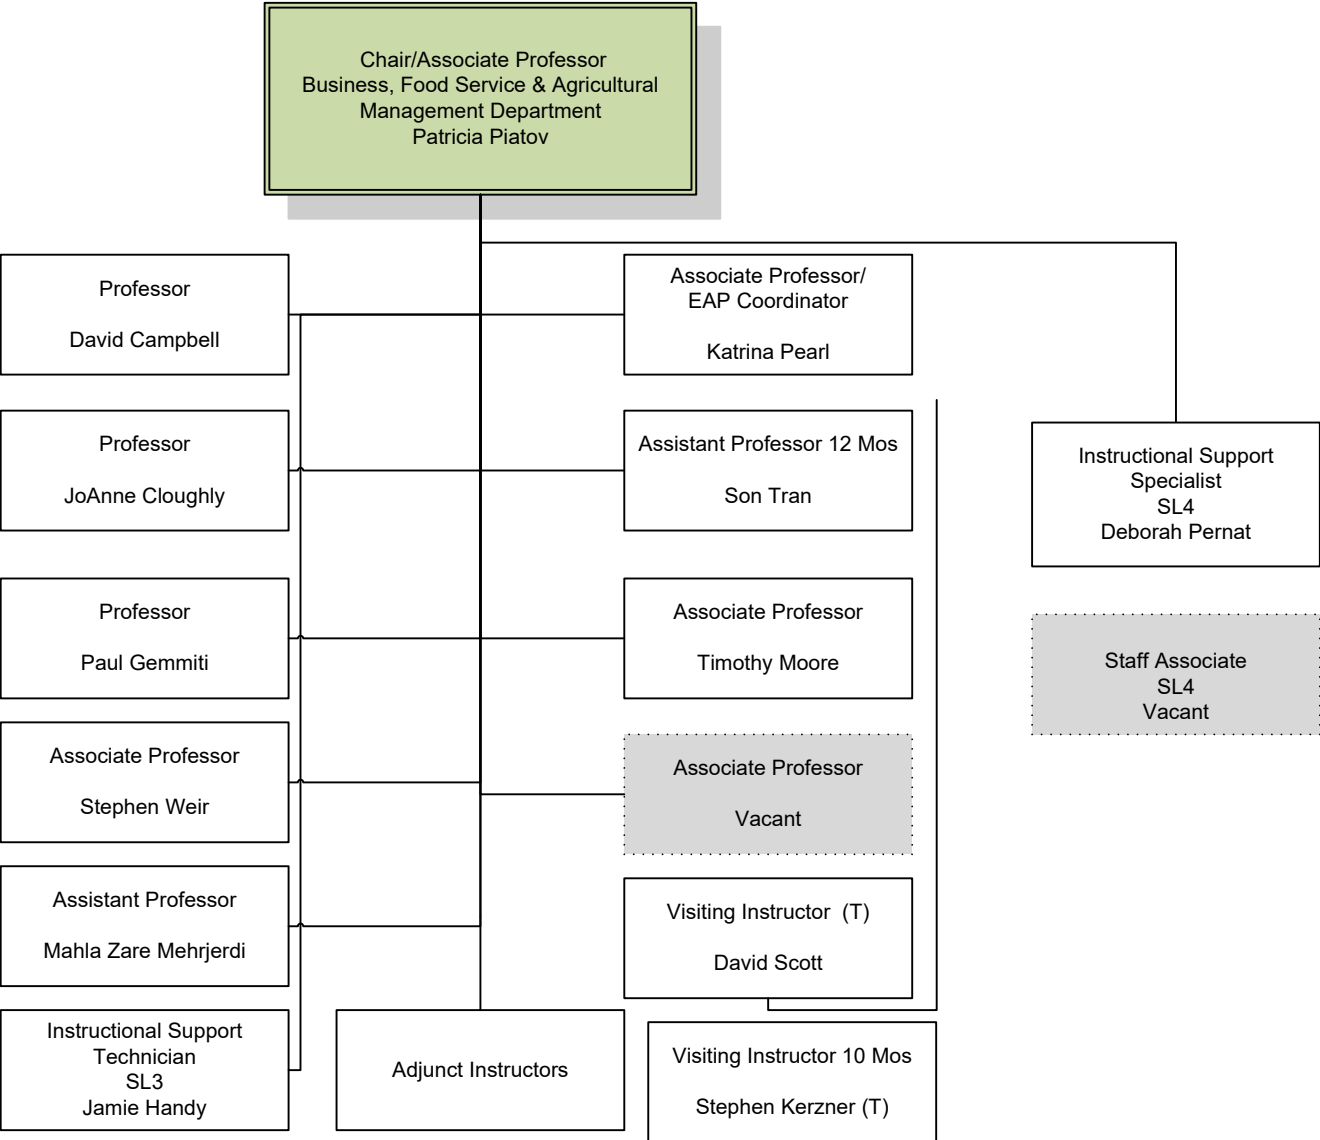 Chair/Associate Professor
Business, Food Service & Agricultural
Management Department
Patricia Piatov
Professor
David Campbell
Associate Professor/
EAP Coordinator
Katrina Pearl
Professor
JoAnne Cloughly
Assistant Professor 12 Mos
Son Tran
Instructional Support
Specialist
SL4
Deborah Pernat
Professor
Paul Gemmiti
Associate Professor
Timothy Moore
Staff Associate
SL4
Vacant
Associate Professor
Stephen Weir
Associate Professor
Vacant
Assistant Professor
Mahla Zare Mehrjerdi
Visiting Instructor  (T)
David Scott
Instructional Support
Technician
SL3
Jamie Handy
Adjunct Instructors
Visiting Instructor 10 Mos
Stephen Kerzner (T)